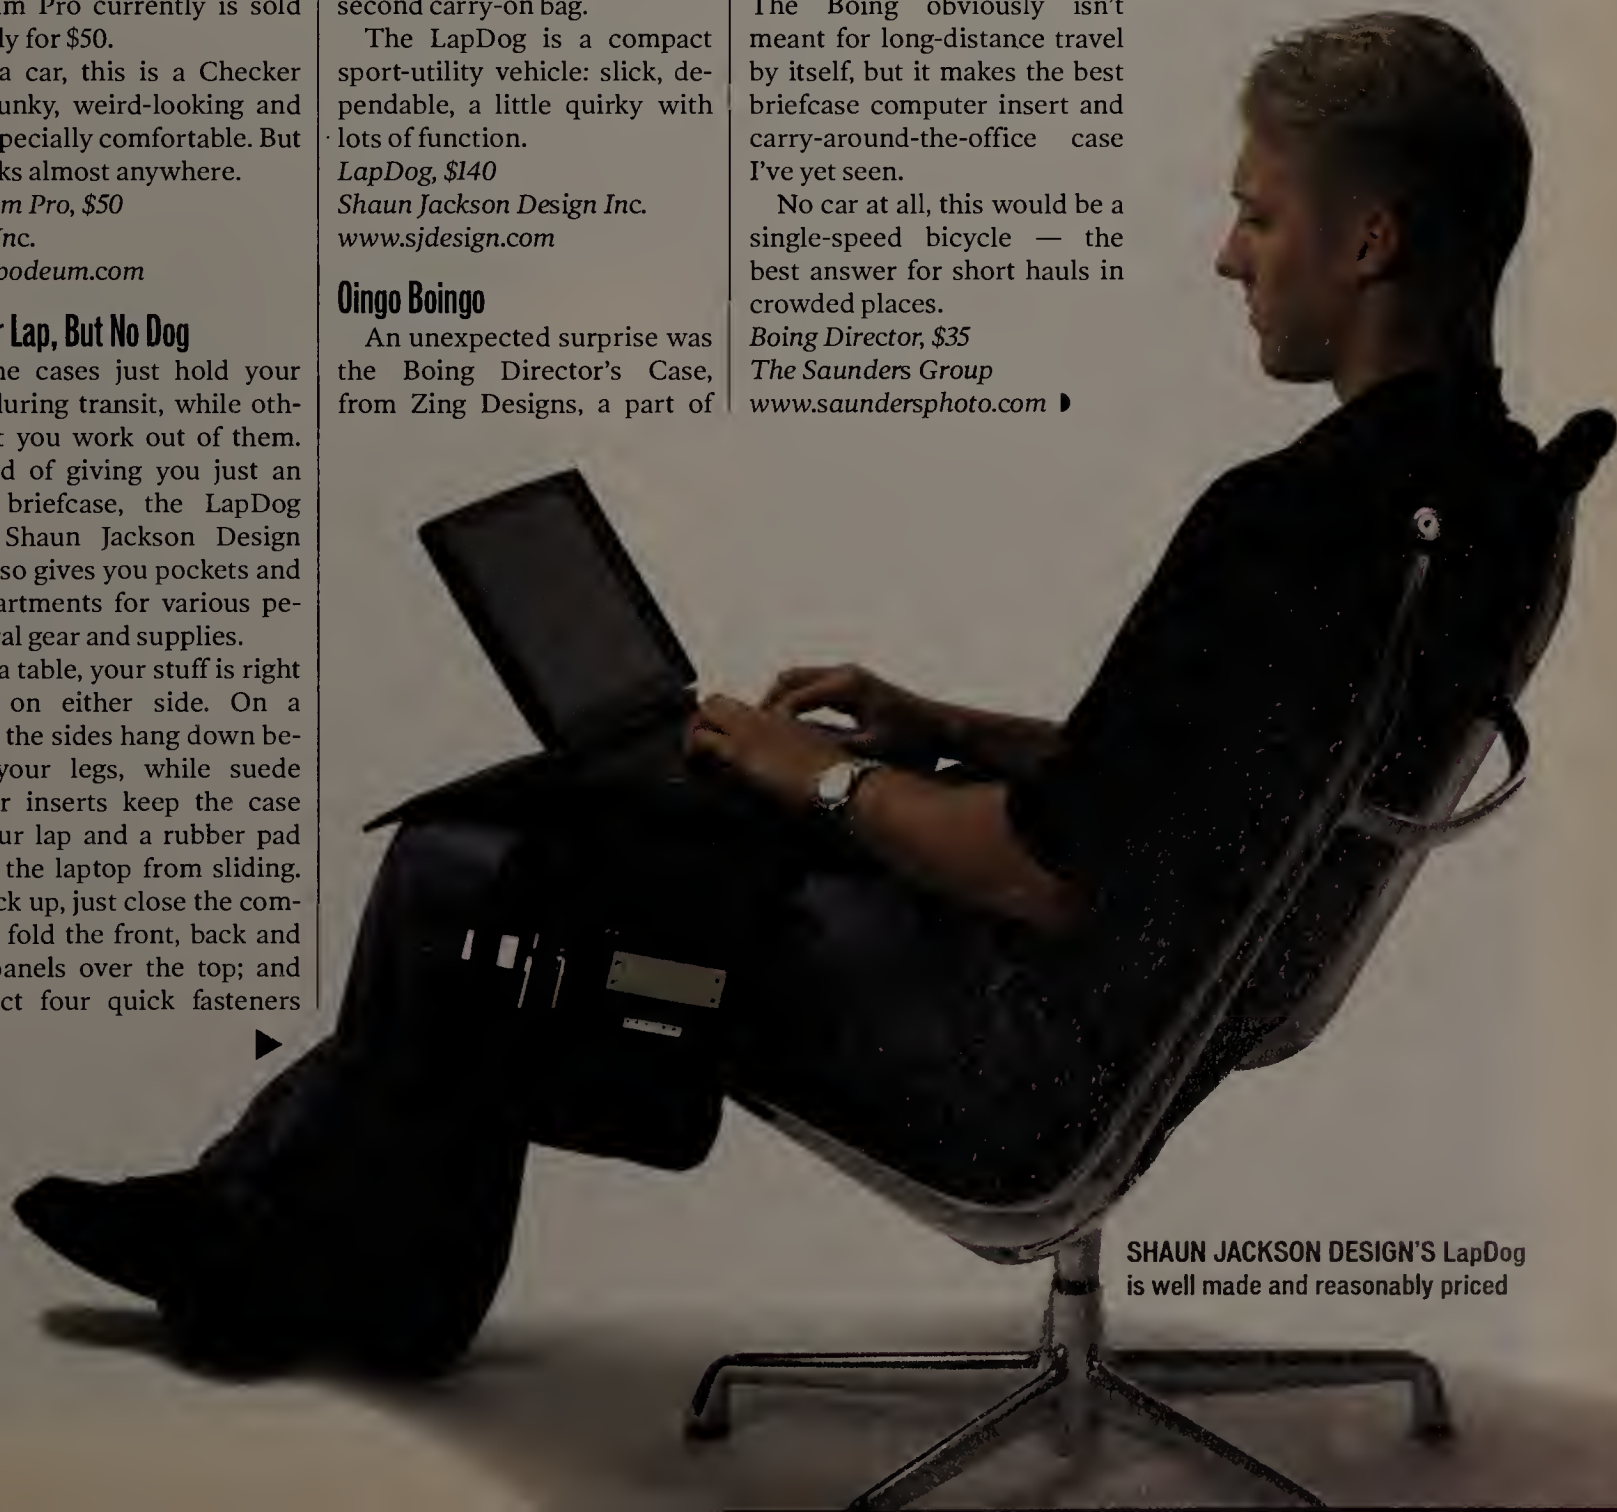 m Pro currently is sold
ly for $50.
a car, this is a Checker
unky, weird-looking and
pecially comfortable. But
ks almost anywhere.
m Pro, $50
Inc.
podeum.com
r Lap, But No Dog
ne cases just hold your
during transit, while oth-
t you work out of them.
d of giving you just an
briefcase, the LapDog
Shaun Jackson Design
so gives you pockets and
artments for various pe-
ral gear and supplies.
a table, your stuff is right
on either side. On a
the sides hang down be-
your legs, while suede
r inserts keep the case
ur lap and a rubber pad
the laptop from sliding.
ck up, just close the com-
fold the front, back and
panels over the top; and
ct four quick fasteners
second carry-on bag.
The LapDog is a compact
sport-utility vehicle: slick, de-
pendable, a little quirky with
lots of function.
LapDog, $140
Shaun Jackson Design Inc.
www.sjdesign.com
Oingo Boingo
An unexpected surprise was
the Boing Director's Case,
from Zing Designs, a part of
The Boing obviously isn't
meant for long-distance travel
by itself, but it makes the best
briefcase computer insert and
carry-around-the-office case
I've yet seen.
No car at all, this would be a
single-speed bicycle — the
best answer for short hauls in
crowded places.
Boing Director, $35
The Saunders Group
www.saundersphoto.com
SHAUN JACKSON DESIGN'S LapDog
is well made and reasonably priced